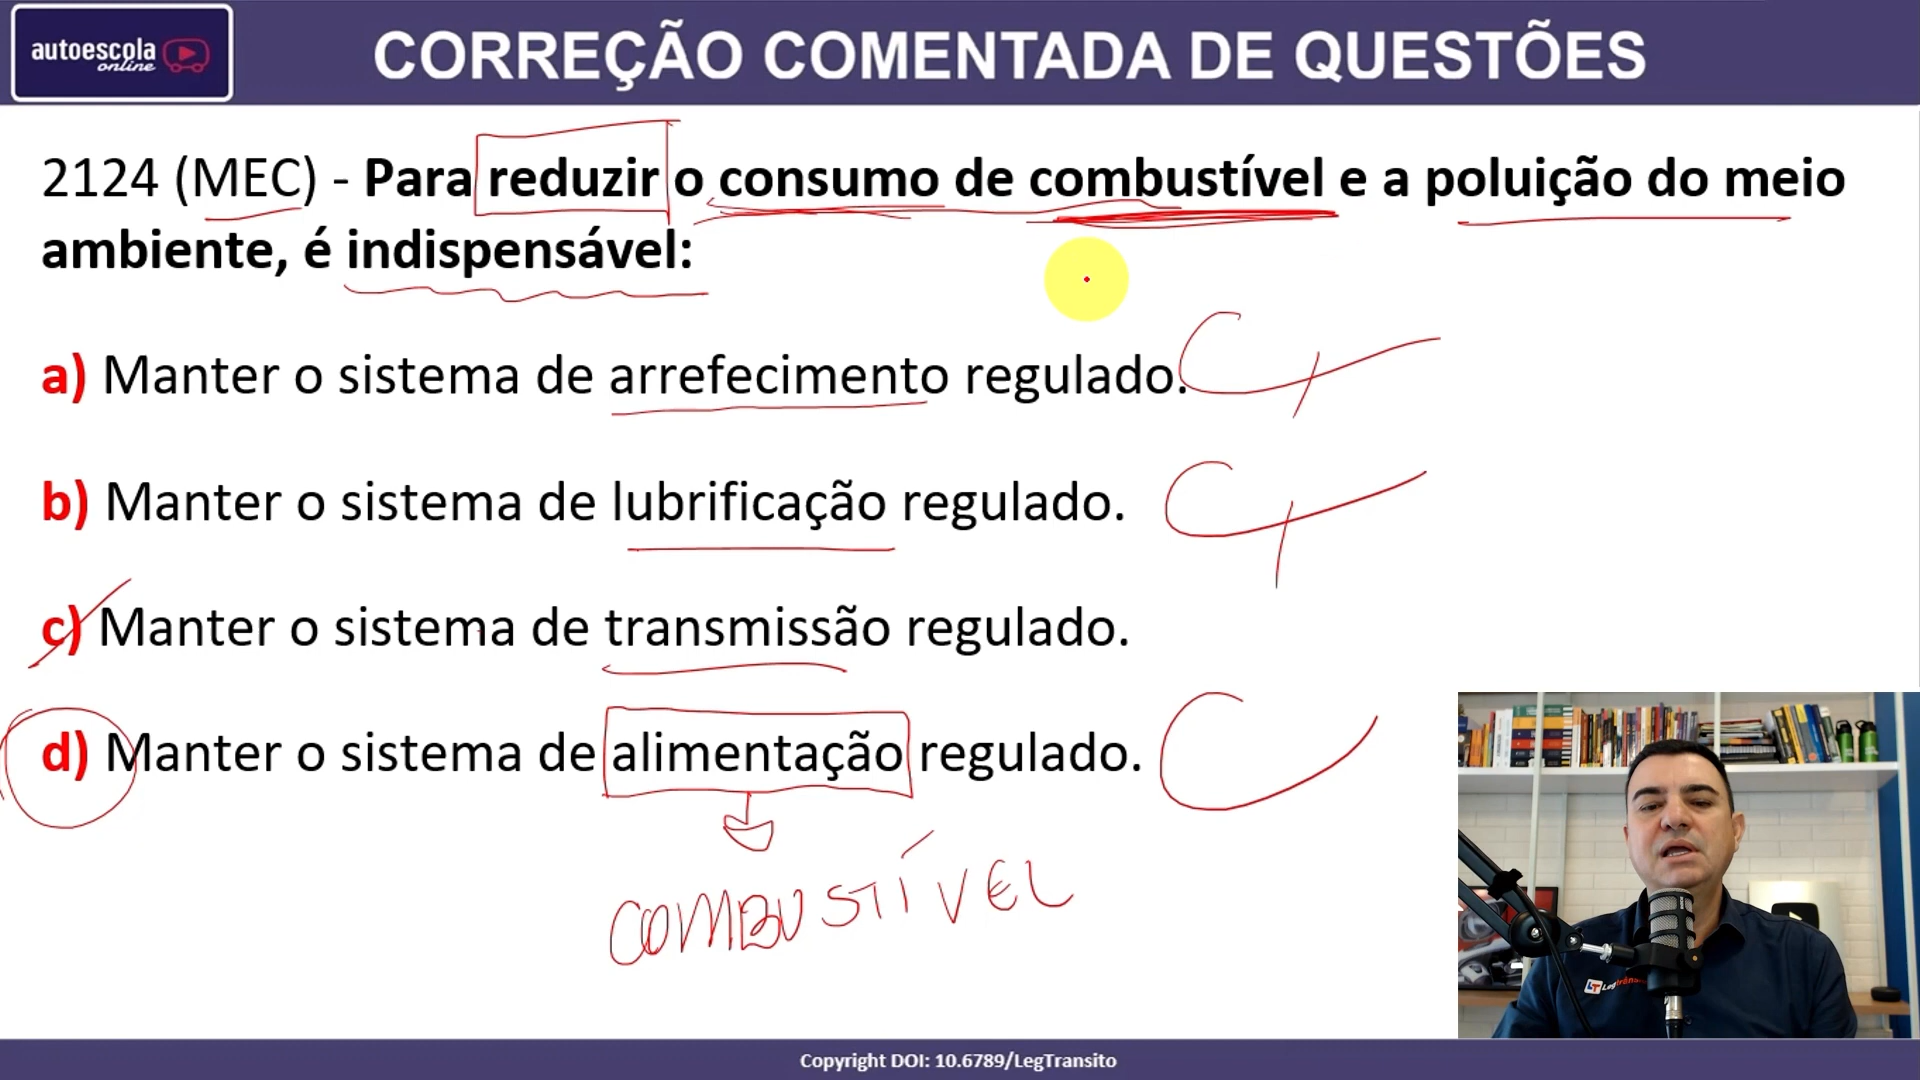 autoescola
online
CORREÇÃO COMENTADA DE QUESTÕES
2124 (MEC) - Para reduzir o consumo de combustível e a poluição do meio
ambiente, é indispensável:
a) Manter o sistema de arrefecimento regulado.
b) Manter o sistema de lubrificação regulado.
c) Manter o sistema de transmissão regulado.
d) Manter o sistema de alimentação regulado.
COMBUSTÍVEL
LT Legtrânsito
Copyright DOI: 10.6789/LegTransito